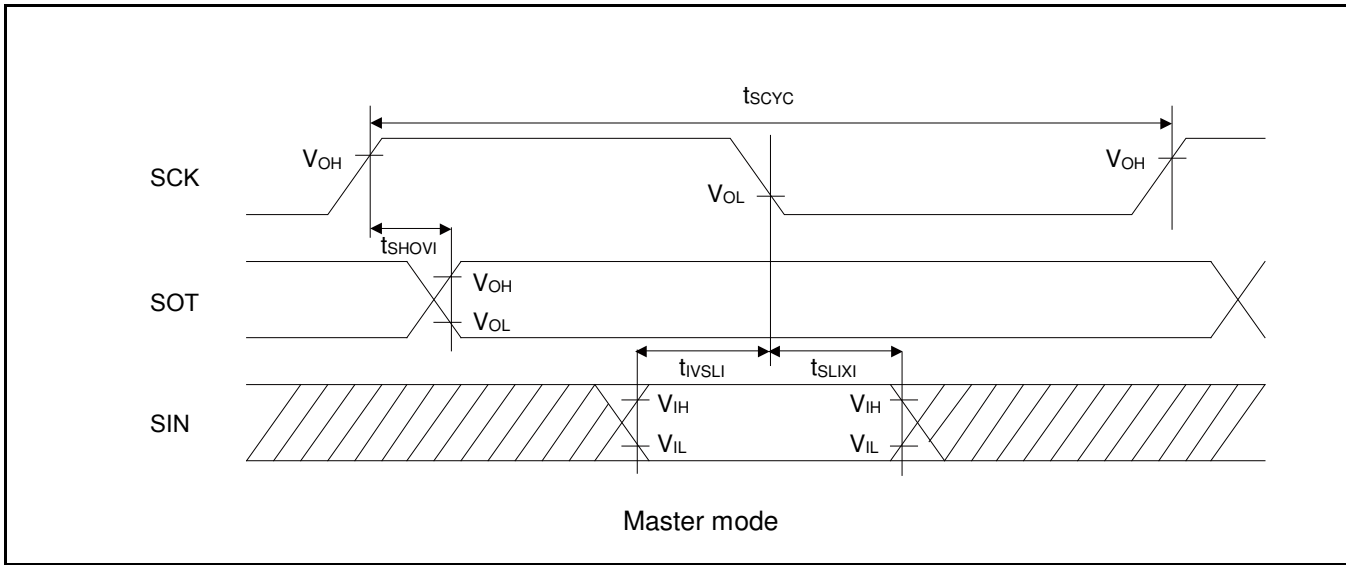 tSCYC
SCK
VOH
VOL
VOH
tSHOVI
SOT
VOH
VOL
tIVSLI
tSLIXI
SIN
VIH
VIL
VIH
VIL
Master mode